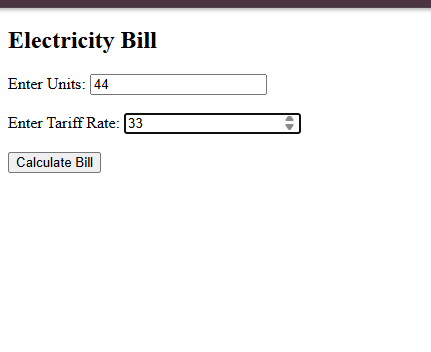 Electricity Bill
Enter Units: 44
Enter Tariff Rate: 33
Calculate Bill